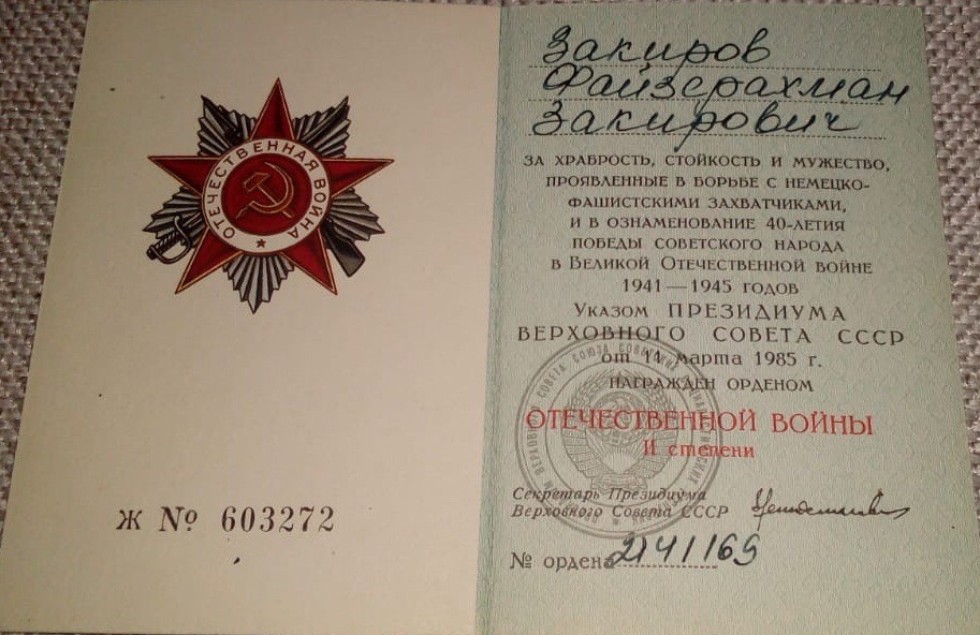 ОТЕЧЕСТВЕННАЯ ВОЙНА
Ж № 603272
Закиров
Файзерахман
Закирович
ЗА ХРАБРОСТЬ, СТОЙКОСТЬ И МУЖЕСТВО,
ПРОЯВЛЕННЫЕ В БОРЬБЕ С НЕМЕЦКО-
ФАШИСТСКИМИ ЗАХВАТЧИКАМИ,
И В ОЗНАМЕНОВАНИЕ 40-ЛЕТИЯ
ПОБЕДЫ СОВЕТСКОГО НАРОДА
В ВЕЛИКОЙ ОТЕЧЕСТВЕННОЙ ВОЙНЕ
1941—1945 ГОДОВ
УКАЗОМ ПРЕЗИДИУМА
ВЕРХОВНОГО СОВЕТА СССР
от 11 марта 1985 г.
НАГРАЖДЕН ОРДЕНОМ
ОТЕЧЕСТВЕННОЙ ВОЙНЫ
II степени
Секретарь Президиума
Верховного Совета СССР
№ ордена 2141169